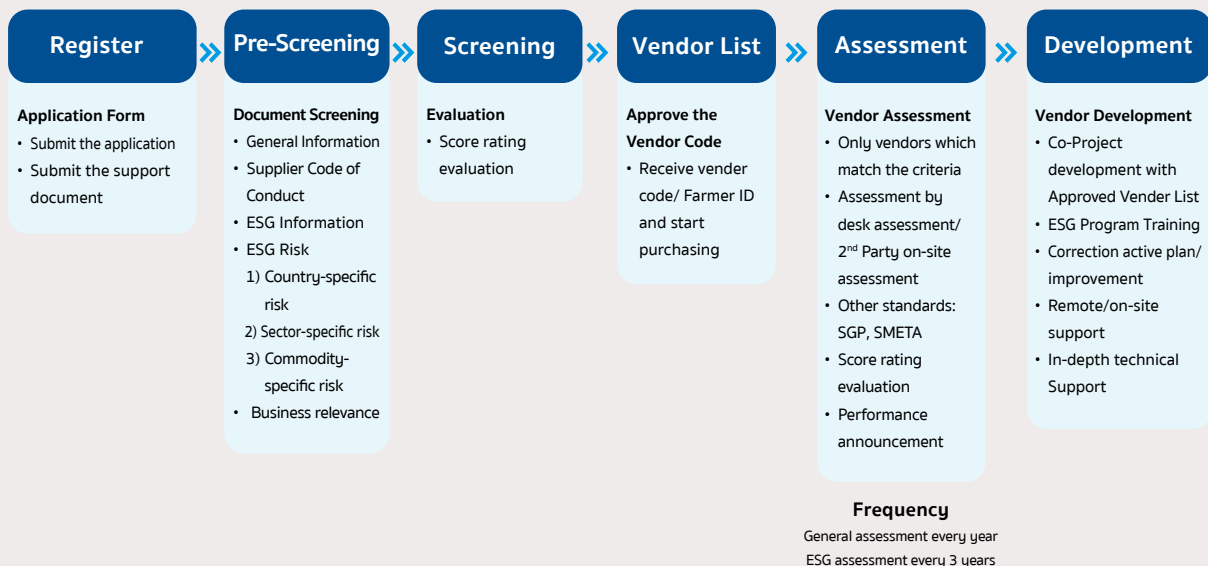 Register
Application Form
• Submit the application
• Submit the support
document
Pre-Screening
Document Screening
• General Information
• Supplier Code of
Conduct
• ESG Information
• ESG Risk
1) Country-specific
risk
2) Sector-specific risk
3) Commodity-
specific risk
• Business relevance
Screening
Evaluation
• Score rating
evaluation
Vendor List
Approve the
Vendor Code
• Receive vender
code/ Farmer ID
and start
purchasing
Assessment
Vendor Assessment
• Only vendors which
match the criteria
• Assessment by
desk assessment/
2nd Party on-site
assessment
• Other standards:
SGP, SMETA
• Score rating
evaluation
• Performance
announcement
Frequency
General assessment every year
ESG assessment every 3 years
Development
Vendor Development
• Co-Project
development with
Approved Vender List
• ESG Program Training
• Correction active plan/
improvement
• Remote/on-site
support
• In-depth technical
Support